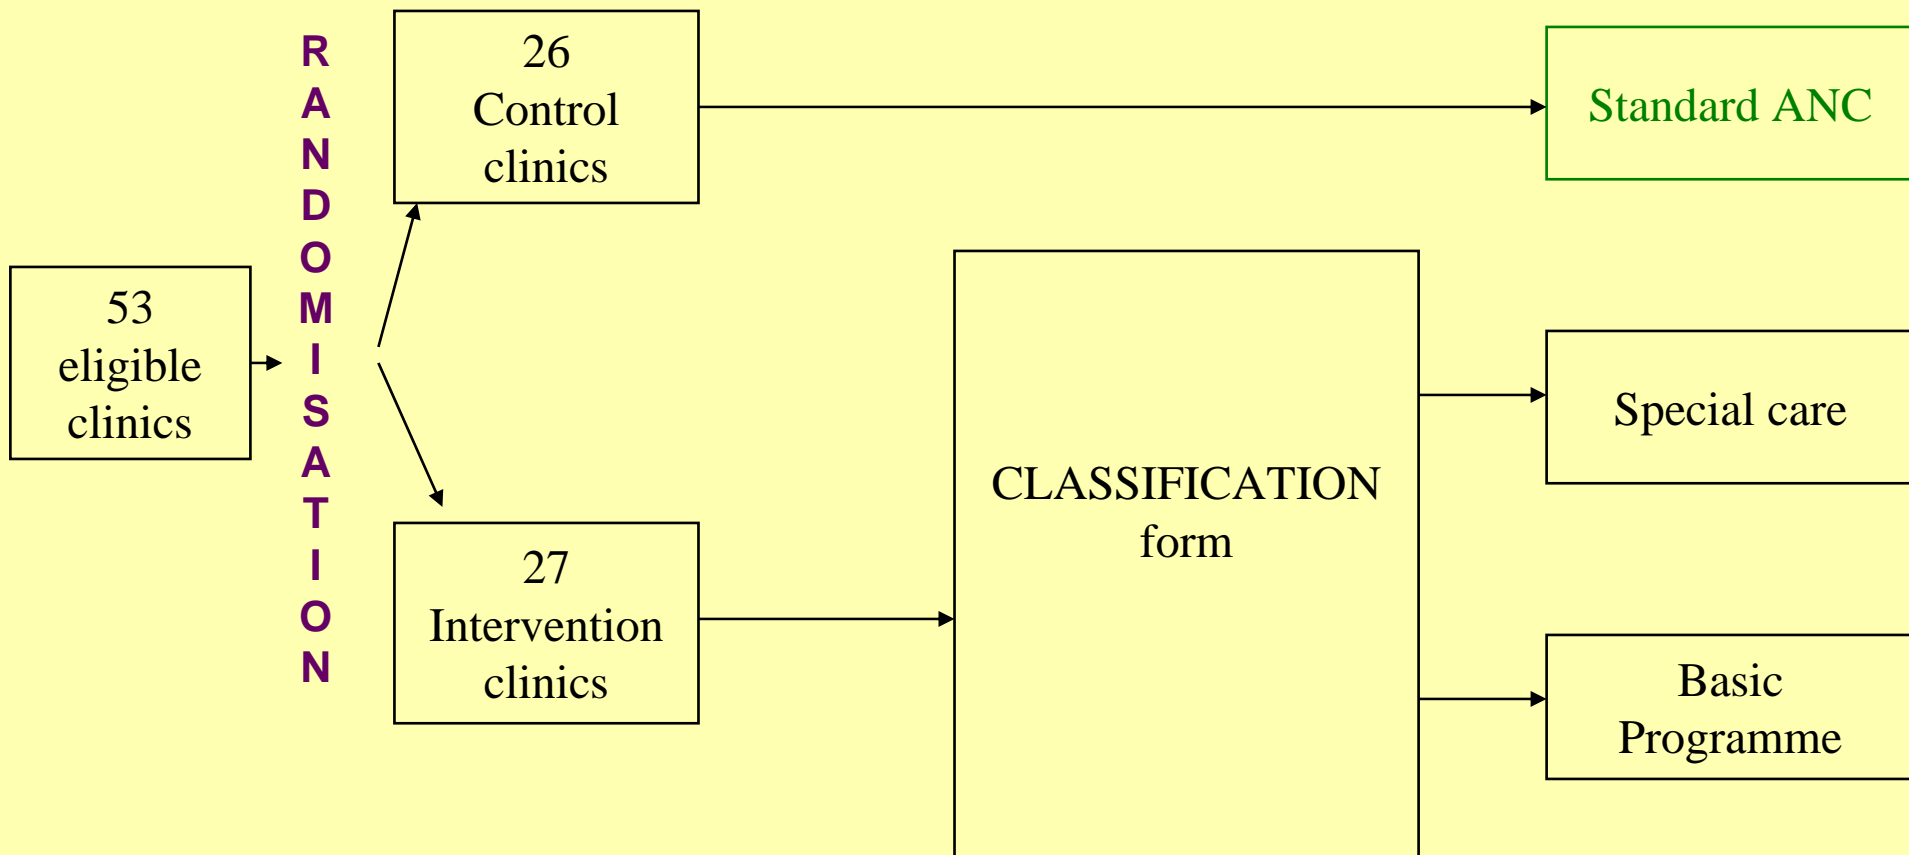 53
eligible
clinics
R
A
N
D
O
M
I
S
A
T
I
O
N
26
Control
clinics
27
Intervention
clinics
CLASSIFICATION
form
Standard ANC
Special care
Basic
Programme